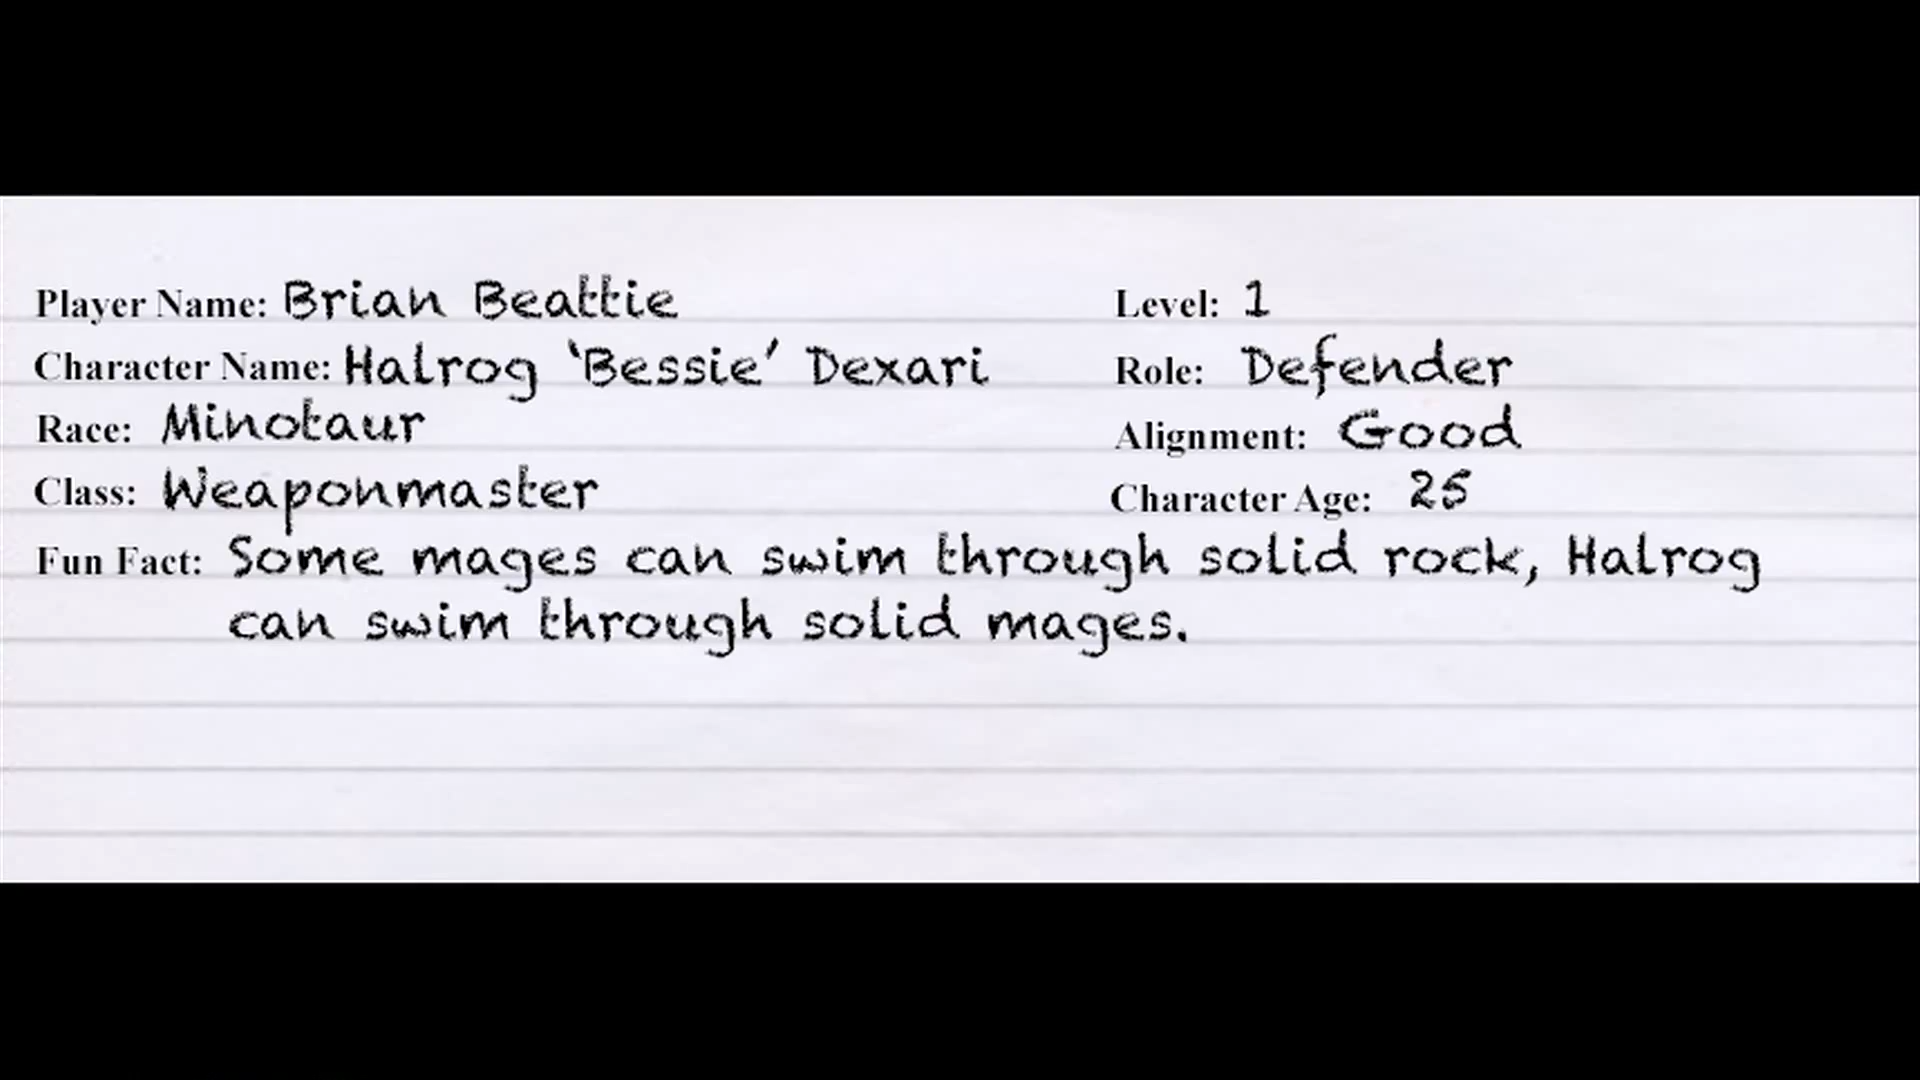 Player Name: Brian Beattie Level: 1
Character Name: Halrog 'Bessie' Dexari Role: Defender
Race: Minotaur Alignment: Good
Class: Weaponmaster Character Age: 25
Fun Fact: Some mages can swim through solid rock, Halrog
can swim through solid mages.